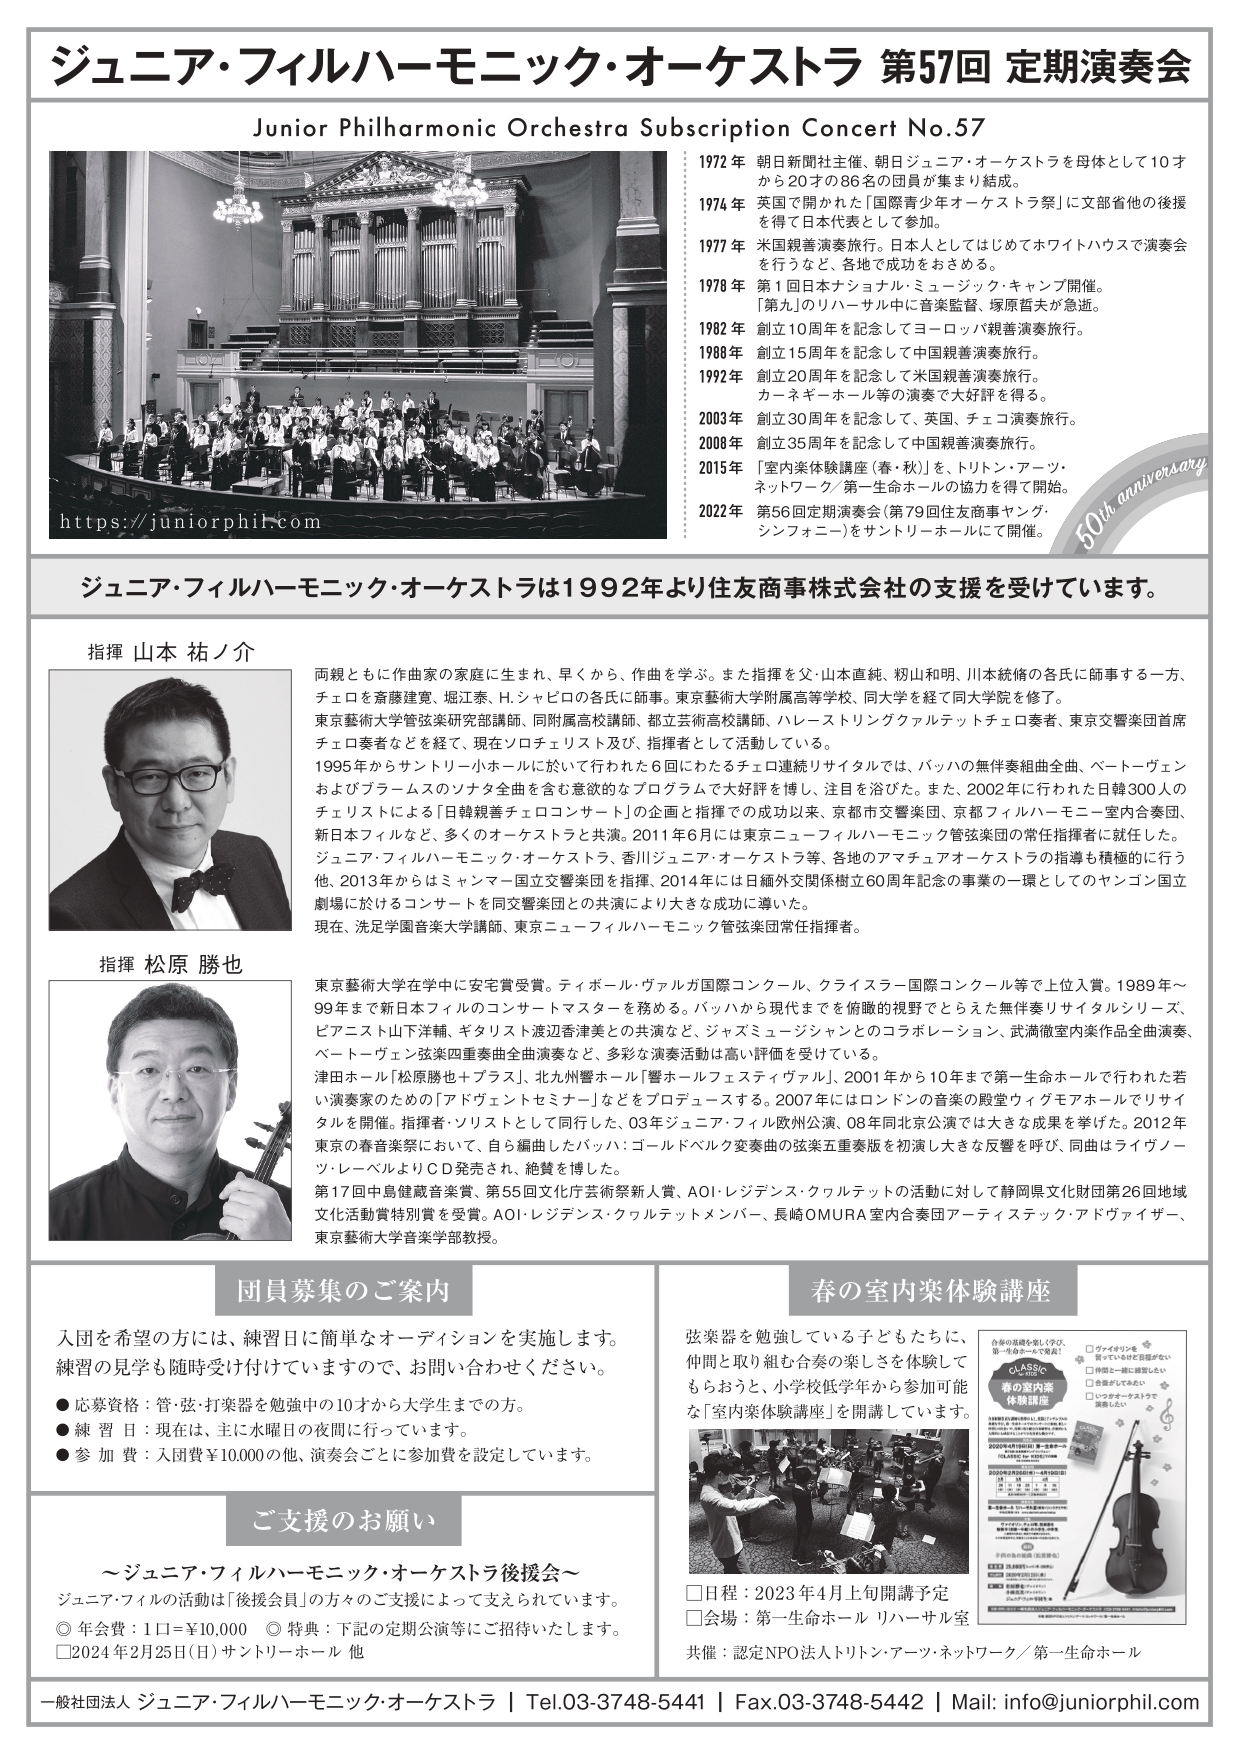 ジュニア・フィルハーモニック・オーケストラ 第57回 定期演奏会
Junior Philharmonic Orchestra Subscription Concert No.57
https://juniorphil.com
1972年 朝日新聞社主催、朝日ジュニア・オーケストラを母体として10才
から20才の86名の団員が集まり結成。
1974年 英国で開かれた「国際青少年オーケストラ祭」に文部省他の後援
を得て日本代表として参加。
1977年 米国親善演奏旅行。日本人としてはじめてホワイトハウスで演奏会
を行うなど、各地で成功をおさめる。
1978年 第1回日本ナショナル・ミュージック・キャンプ開催。
「第九」のリハーサル中に音楽監督、塚原哲夫が急逝。
1982年 創立10周年を記念してヨーロッパ親善演奏旅行。
1988年 創立15周年を記念して中国親善演奏旅行。
1992年 創立20周年を記念して米国親善演奏旅行。
カーネギーホール等の演奏で大好評を得る。
2003年 創立30周年を記念して、英国、チェコ演奏旅行。
2008年 創立35周年を記念して中国親善演奏旅行。
2015年 「室内楽体験講座（春・秋）」を、トリトン・アーツ・
ネットワーク／第一生命ホールの協力を得て開始。
2022年 第56回定期演奏会（第79回住友商事ヤング・
シンフォニー）をサントリーホールにて開催。
50th anniversary
ジュニア・フィルハーモニック・オーケストラは1992年より住友商事株式会社の支援を受けています。
指揮 山本 祐ノ介
両親ともに作曲家の家庭に生まれ、早くから、作曲を学ぶ。また指揮を父・山本直純、籾山和明、川本統脩の各氏に師事する一方、
チェロを斎藤建寛、堀江泰、H.シャピロの各氏に師事。東京藝術大学附属高等学校、同大学を経て同大学院を修了。
東京藝術大学管弦楽研究部講師、同附属高校講師、都立芸術高校講師、ハレーストリングクァルテットチェロ奏者、東京交響楽団首席
チェロ奏者などを経て、現在ソロチェリスト及び、指揮者として活動している。
1995年からサントリー小ホールに於いて行われた6回にわたるチェロ連続リサイタルでは、バッハの無伴奏組曲全曲、ベートーヴェン
およびブラームスのソナタ全曲を含む意欲的なプログラムで大好評を博し、注目を浴びた。また、2002年に行われた日韓300人の
チェリストによる「日韓親善チェロコンサート」の企画と指揮での成功以来、京都市交響楽団、京都フィルハーモニー室内合奏団、
新日本フィルなど、多くのオーケストラと共演。2011年6月には東京ニューフィルハーモニック管弦楽団の常任指揮者に就任した。
ジュニア・フィルハーモニック・オーケストラ、香川ジュニア・オーケストラ等、各地のアマチュアオーケストラの指導も積極的に行う
他、2013年からはミャンマー国立交響楽団を指揮、2014年には日緬外交関係樹立60周年記念の事業の一環としてのヤンゴン国立
劇場に於けるコンサートを同交響楽団との共演により大きな成功に導いた。
現在、洗足学園音楽大学講師、東京ニューフィルハーモニック管弦楽団常任指揮者。
指揮 松原 勝也
東京藝術大学在学中に安宅賞受賞。ティボール・ヴァルガ国際コンクール、クライスラー国際コンクール等で上位入賞。1989年〜
99年まで新日本フィルのコンサートマスターを務める。バッハから現代までを俯瞰的視野でとらえた無伴奏リサイタルシリーズ、
ピアニスト山下洋輔、ギタリスト渡辺香津美との共演など、ジャズミュージシャンとのコラボレーション、武満徹室内楽作品全曲演奏、
ベートーヴェン弦楽四重奏曲全曲演奏など、多彩な演奏活動は高い評価を受けている。
津田ホール「松原勝也＋プラス」、北九州響ホール「響ホールフェスティヴァル」、2001年から10年まで第一生命ホールで行われた若
い演奏家のための「アドヴェントセミナー」などをプロデュースする。2007年にはロンドンの音楽の殿堂ウィグモアホールでリサイ
タルを開催。指揮者・ソリストとして同行した、03年ジュニア・フィル欧州公演、08年同北京公演では大きな成果を挙げた。2012年
東京の春音楽祭において、自ら編曲したバッハ：ゴールドベルク変奏曲の弦楽五重奏版を初演し大きな反響を呼び、同曲はライヴノー
ツ・レーベルよりCD発売され、絶賛を博した。
第17回中島健蔵音楽賞、第55回文化庁芸術祭新人賞、AOI・レジデンス・クヮルテットの活動に対して静岡県文化財団第26回地域
文化活動賞特別賞を受賞。AOI・レジデンス・クヮルテットメンバー、長崎OMURA室内合奏団アーティステック・アドヴァイザー、
東京藝術大学音楽学部教授。
団員募集のご案内
入団を希望の方には、練習日に簡単なオーディションを実施します。
練習の見学も随時受け付けていますので、お問い合わせください。
● 応募資格：管・弦・打楽器を勉強中の10才から大学生までの方。
● 練 習 日：現在は、主に水曜日の夜間に行っています。
● 参 加 費：入団費¥10.000の他、演奏会ごとに参加費を設定しています。
ご支援のお願い
〜ジュニア・フィルハーモニック・オーケストラ後援会〜
ジュニア・フィルの活動は「後援会員」の方々のご支援によって支えられています。
◎ 年会費：1口=¥10,000 ◎ 特典：下記の定期公演等にご招待いたします。
□2024年2月25日（日）サントリーホール 他
春の室内楽体験講座
弦楽器を勉強している子どもたちに、
仲間と取り組む合奏の楽しさを体験して
もらおうと、小学校低学年から参加可能
な「室内楽体験講座」を開講しています。
合奏の基礎を楽しく学び、
第一生命ホールで発表！
CLASSIC
for KIDS
春の室内楽
体験講座
□ ヴァイオリンを
習っているけど目標がない
□ 仲間と一緒に練習したい
□ 合奏がしてみたい
□ いつかオーケストラで
演奏したい
2020年4月19日（日）第一生命ホール
「CLASSIC for KIDS」
□日程：2023年4月上旬開講予定
□会場：第一生命ホール リハーサル室
共催：認定NPO法人トリトン・アーツ・ネットワーク／第一生命ホール
一般社団法人 ジュニア・フィルハーモニック・オーケストラ | Tel.03-3748-5441 | Fax.03-3748-5442 | Mail: info@juniorphil.com